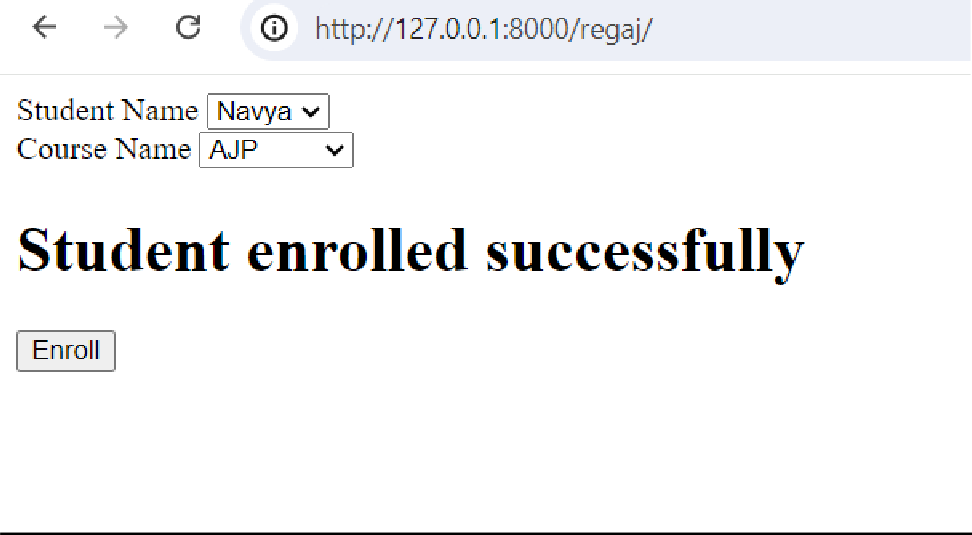 http://127.0.0.1:8000/regaj/
Student Name Navya
Course Name AJP
Student enrolled successfully
Enroll